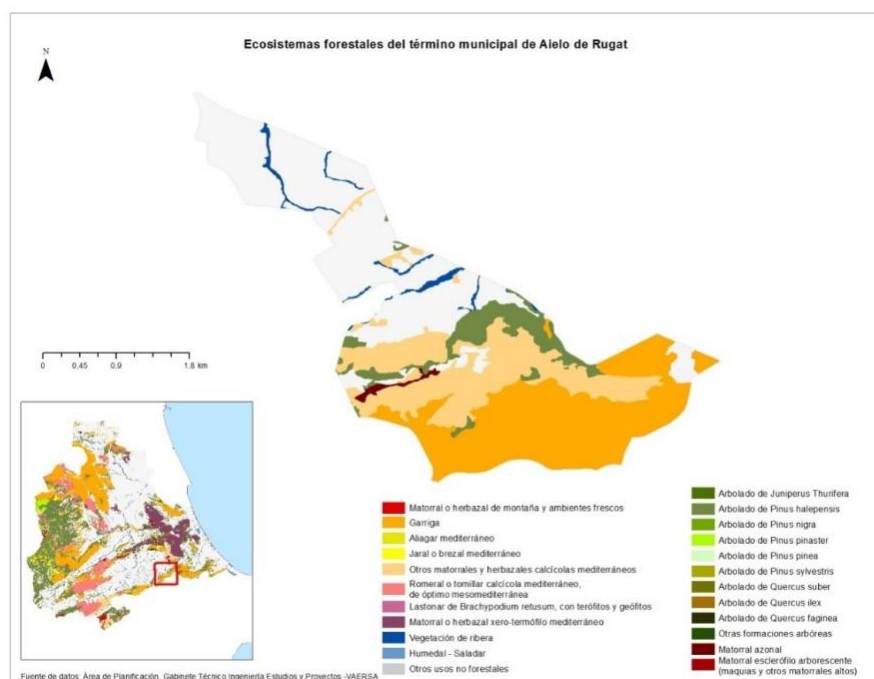 Ecosistemas forestales del término municipal de Aielo de Rugat
N
0 0,45 0,9 1,8 km
Matorral o herbazal de montaña y ambientes frescos
Garriga
Aliagar mediterráneo
Jaral o brezal mediterráneo
Otros matorrales y herbazales calcícolas mediterráneos
Romeral o tomillar calcícola mediterráneo,
de óptimo mesomediterránea
Lastonar de Brachypodium retusum, con terófitos y geófitos
Matorral o herbazal xero-termófilo mediterráneo
Vegetación de ribera
Humedal - Saladar
Otros usos no forestales
Arbolado de Juniperus Thurifera
Arbolado de Pinus halepensis
Arbolado de Pinus nigra
Arbolado de Pinus pinaster
Arbolado de Pinus pinea
Arbolado de Pinus sylvestris
Arbolado de Quercus suber
Arbolado de Quercus ilex
Arbolado de Quercus faginea
Otras formaciones arbóreas
Matorral azonal
Matorral esclerófilo arborescente
(maquias y otros matorrales altos)
Fuente de datos: Área de Planificación. Gabinete Técnico Ingeniería Estudios y Proyectos -VAERSA